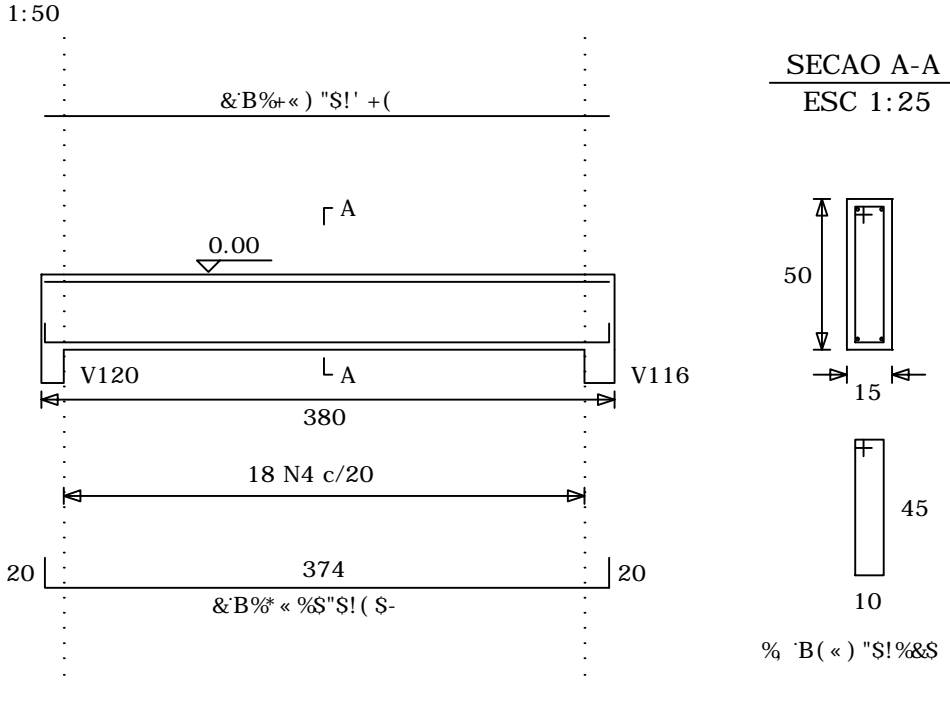 1:50
SECAO A-A
ESC 1:25
&˙B%+«) "$!' +(
A
0.00
50
A
V120
V116
15
380
18 N4 c/20
45
20
374
20
10
&˙B%*« %$"$!( $-
%, ˙B(«) "$!%&$